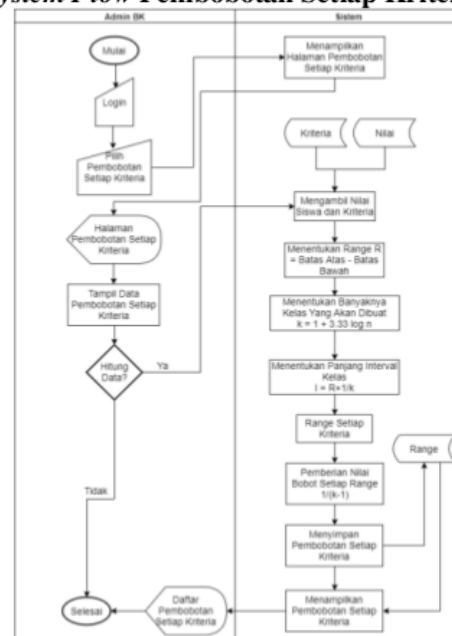 System Flow Pembobotan Setiap Kriteria
Admin BK
Sistem
Mulai
Login
Pilih
Pembobotan
Setiap Kriteria
Halaman
Pembobotan Setiap
Kriteria
Tampil Data
Pembobotan Setiap
Kriteria
Hitung
Data?
Ya
Tidak
Selesai
Daftar
Pembobotan
Setiap Kriteria
Menampilkan
Halaman Pembobotan
Setiap Kriteria
Kriteria
Nilai
Mengambil Nilai
Siswa dan Kriteria
Menentukan Range R
= Batas Atas - Batas
Bawah
Menentukan Banyaknya
Kelas Yang Akan Dibuat
k = 1 + 3.33 log n
Menentukan Panjang Interval
Kelas
I = R+1/k
Range Setiap
Kriteria
Range
Pemberian Nilai
Bobot Setiap Range
1/(k-1)
Menyimpan
Pembobotan Setiap
Kriteria
Menampilkan
Pembobotan Setiap
Kriteria